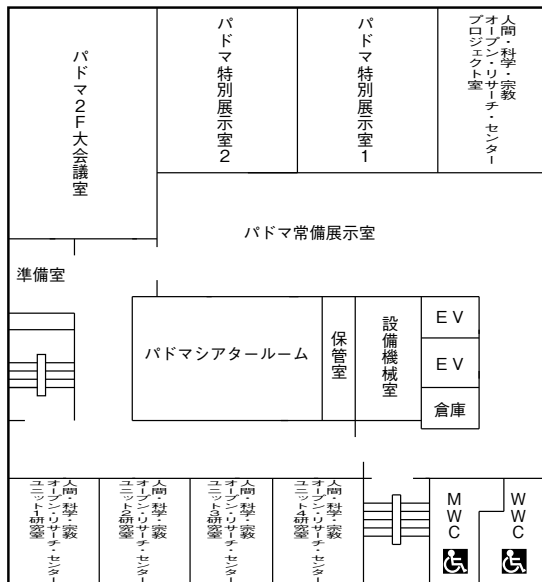 パドマ2F大会議室
パドマ特別展示室2
パドマ特別展示室1
人間・科学・宗教
オープン・リサーチ・センター
プロジェクト室
パドマ常備展示室
準備室
パドマシアタールーム
保管室
設備機械室
EV
EV
倉庫
人間・科学・宗教
オープン・リサーチ・センター
ユニット1研究室
人間・科学・宗教
オープン・リサーチ・センター
ユニット2研究室
人間・科学・宗教
オープン・リサーチ・センター
ユニット3研究室
人間・科学・宗教
オープン・リサーチ・センター
ユニット4研究室
MWC
WWC